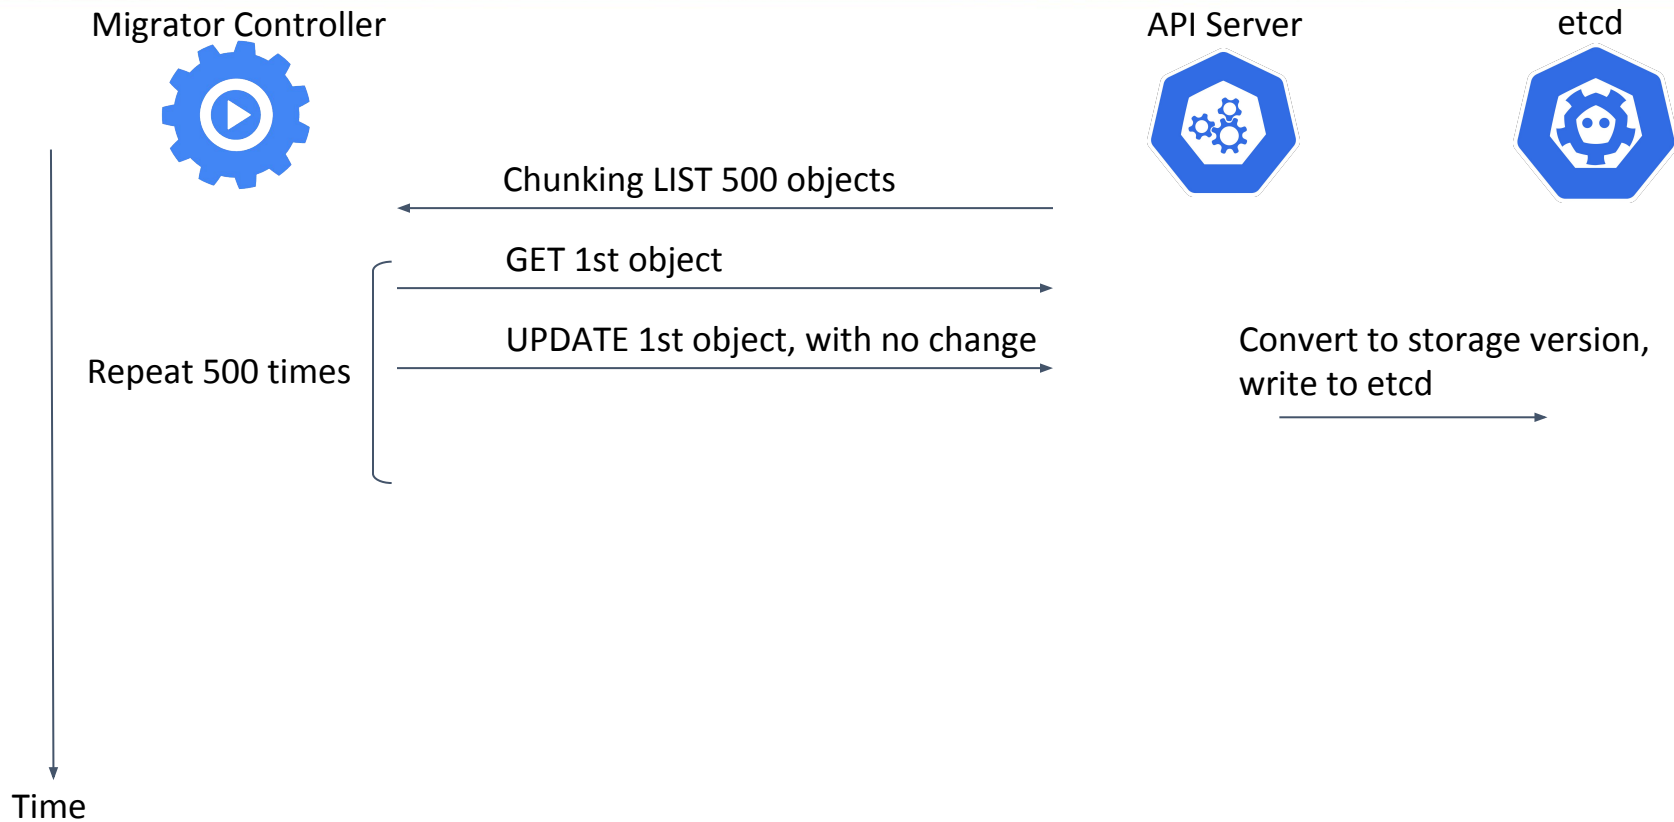 Migrator Controller
API Server
etcd
Chunking LIST 500 objects
GET 1st object
UPDATE 1st object, with no change
Repeat 500 times
Convert to storage version,
write to etcd
Time